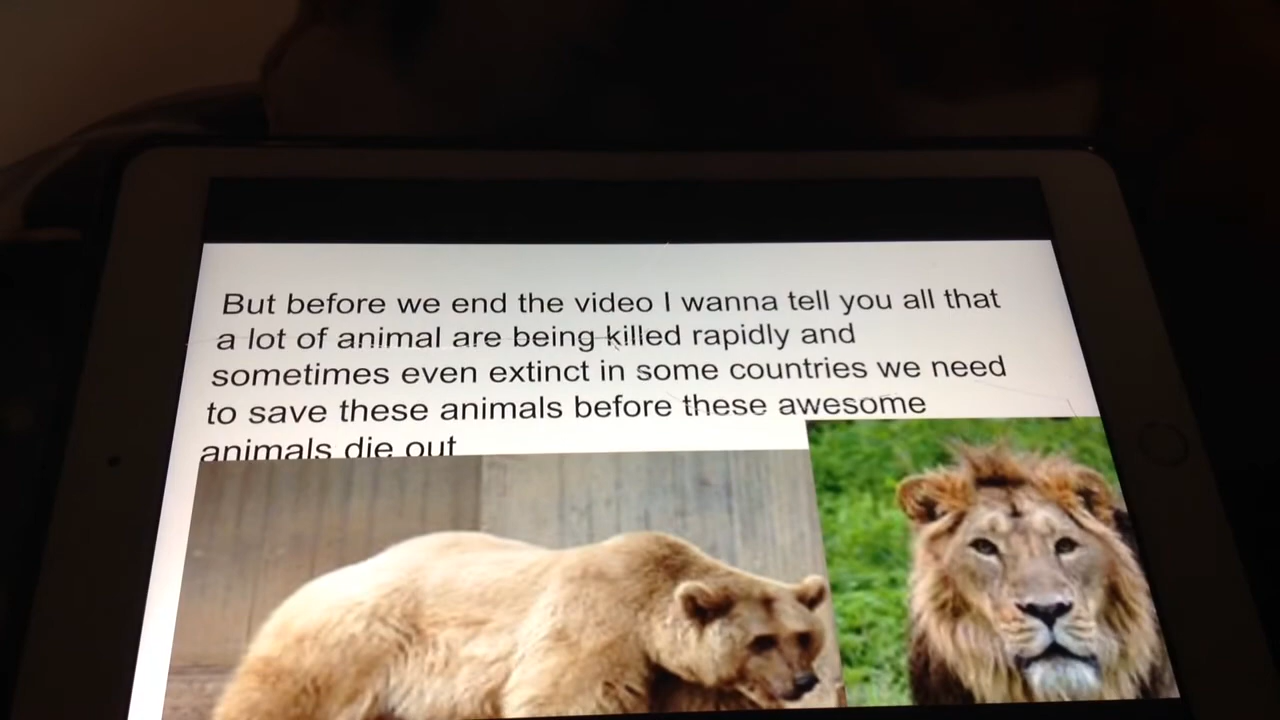 But before we end the video I wanna tell you all that
a lot of animal are being killed rapidly and
sometimes even extinct in some countries we need
to save these animals before these awesome
animals die out